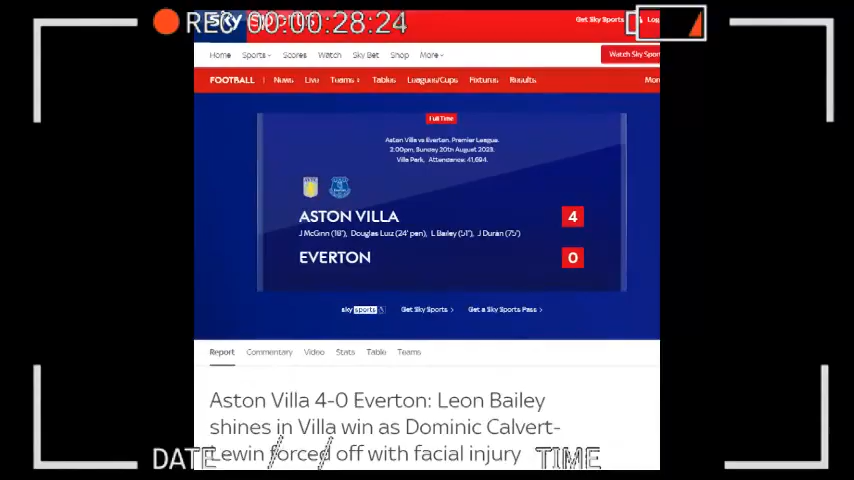 REC 00:00:28:24
sky sports
Get Sky Sports
Log
Home Sports Scores Watch Sky Bet Shop More
Watch Sky Sport
FOOTBALL News Live Teams Tables Leagues/Cups Fixtures Results Mor
Full Time
Aston Villa vs Everton. Premier League.
2:00pm, Sunday 20th August 2023.
Villa Park, Attendance: 41,694.
ASTON VILLA 4
J McGinn (18'), Douglas Luiz (24' pen), L Bailey (51'), J Durán (75')
EVERTON 0
sky sports Get Sky Sports Get a Sky Sports Pass
Report Commentary Video Stats Table Teams
Aston Villa 4-0 Everton: Leon Bailey
shines in Villa win as Dominic Calvert-
Lewin forced off with facial injury
DATE / / TIME